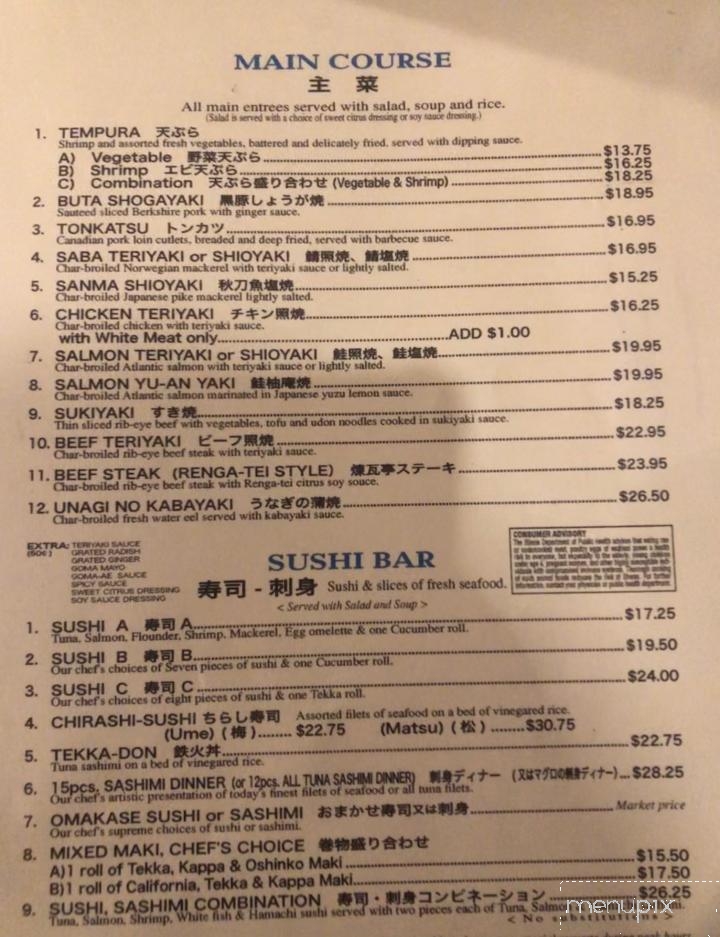 MAIN COURSE
主 菜
All main entrees served with salad, soup and rice.
(Salad is served with a choice of sweet citrus dressing or soy sauce dressing.)
1. TEMPURA 天ぷら
Shrimp and assorted fresh vegetables, battered and delicately fried, served with dipping sauce.
A) Vegetable 野菜天ぷら $13.75
B) Shrimp エビ天ぷら $16.25
C) Combination 天ぷら盛り合わせ (Vegetable & Shrimp) $18.25
2. BUTA SHOGAYAKI 黒豚しょうが焼 $18.95
Sauteed sliced Berkshire pork with ginger sauce.
3. TONKATSU トンカツ $16.95
Canadian pork loin cutlets, breaded and deep fried, served with barbecue sauce.
4. SABA TERIYAKI or SHIOYAKI 鯖照焼、鯖塩焼 $16.95
Char-broiled Norwegian mackerel with teriyaki sauce or lightly salted.
5. SANMA SHIOYAKI 秋刀魚塩焼 $15.25
Char-broiled Japanese pike mackerel lightly salted.
6. CHICKEN TERIYAKI チキン照焼 $16.25
Char-broiled chicken with teriyaki sauce.
with White Meat only ADD $1.00
7. SALMON TERIYAKI or SHIOYAKI 鮭照焼、鮭塩焼 $19.95
Char-broiled Atlantic salmon with teriyaki sauce or lightly salted.
8. SALMON YU-AN YAKI 鮭柚庵焼 $19.95
Char-broiled Atlantic salmon marinated in Japanese yuzu lemon sauce.
9. SUKIYAKI すき焼 $18.25
Thin sliced rib-eye beef with vegetables, tofu and udon noodles cooked in sukiyaki sauce.
10. BEEF TERIYAKI ビーフ照焼 $22.95
Char-broiled rib-eye beef steak with teriyaki sauce.
11. BEEF STEAK (RENGA-TEI STYLE) 煉瓦亭ステーキ $23.95
Char-broiled rib-eye beef steak with Renga-tei citrus soy souce.
12. UNAGI NO KABAYAKI うなぎの蒲焼 $26.50
Char-broiled fresh water eel served with kabayaki sauce.
EXTRA: TERIYAKI SAUCE
(50¢) GRATED RADISH
GRATED GINGER
GOMA MAYO
GOMA-AE SAUCE
SPICY SAUCE
SWEET CITRUS DRESSING
SOY SAUCE DRESSING
CONSUMER ADVISORY
SUSHI BAR
寿司 - 刺身 Sushi & slices of fresh seafood.
< Served with Salad and Soup >
1. SUSHI A 寿司 A $17.25
Tuna, Salmon, Flounder, Shrimp, Mackerel, Egg omelette & one Cucumber roll.
2. SUSHI B 寿司 B $19.50
Our chef's choices of Seven pieces of sushi & one Cucumber roll.
3. SUSHI C 寿司 C $24.00
Our chef's choices of eight pieces of sushi & one Tekka roll.
4. CHIRASHI-SUSHI ちらし寿司 Assorted filets of seafood on a bed of vinegared rice.
(Ume) (梅) $22.75 (Matsu) (松) $30.75
5. TEKKA-DON 鉄火丼 $22.75
Tuna sashimi on a bed of vinegared rice.
6. 15pcs. SASHIMI DINNER (or 12pcs. ALL TUNA SASHIMI DINNER) 刺身ディナー (又はマグロの刺身ディナー) $28.25
Our chef's artistic presentation of today's finest filets of seafood or all tuna filets.
7. OMAKASE SUSHI or SASHIMI おまかせ寿司又は刺身 Market price
Our chef's supreme choices of sushi or sashimi.
8. MIXED MAKI, CHEF'S CHOICE 巻物盛り合わせ
A)1 roll of Tekka, Kappa & Oshinko Maki $15.50
B)1 roll of California, Tekka & Kappa Maki $17.50
9. SUSHI, SASHIMI COMBINATION 寿司・刺身コンビネーション $26.25
Tuna, Salmon, Shrimp, White fish & Hamachi sushi served with two pieces each of Tuna,
< No substitutions >
menupix